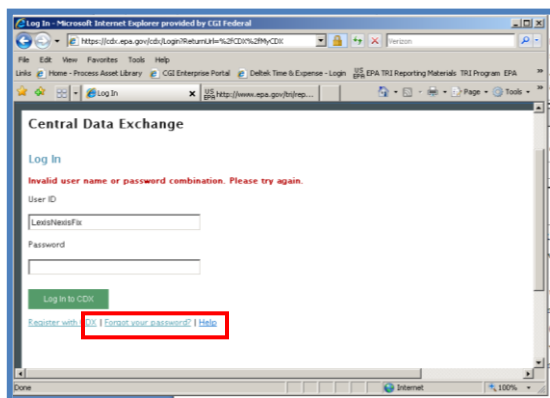 Log In - Microsoft Internet Explorer provided by CGI Federal
https://cdx.epa.gov/cdx/Login?ReturnUrl=%2fCDX%2fMyCDX
Verizon
File Edit View Favorites Tools Help
Links Home - Process Asset Library CGI Enterprise Portal Deltek Time & Expense - Login EPA TRI Reporting Materials TRI Program EPA
Log In http://www.epa.gov/tri/rep... Page Tools
Central Data Exchange
Log In
Invalid user name or password combination. Please try again.
User ID
LexisNexisFix
Password
Log In to CDX
Register with CDX | Forgot your password? | Help
Done Internet 100%